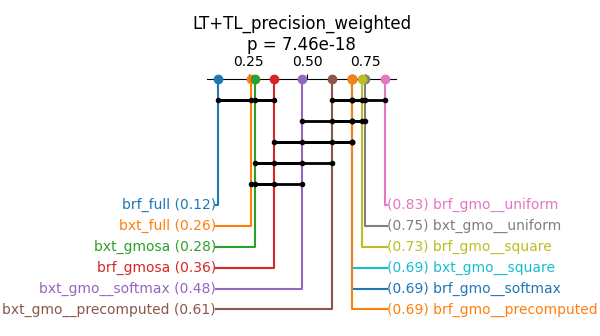 LT+TL_precision_weighted
p = 7.46e-18
0.25 0.50 0.75
brf_full (0.12)
(0.83) brf_gmo__uniform
bxt_full (0.26)
(0.75) bxt_gmo__uniform
bxt_gmosa (0.28)
(0.73) brf_gmo__square
brf_gmosa (0.36)
(0.69) bxt_gmo__square
bxt_gmo__softmax (0.48)
(0.69) brf_gmo__softmax
bxt_gmo__precomputed (0.61)
(0.69) brf_gmo__precomputed